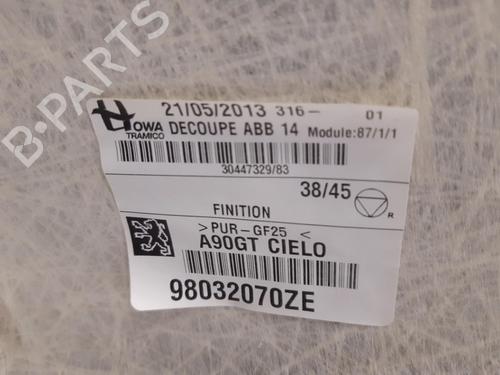 B-PARTS
21/05/2013 316- 01
HOWA TRAMICO
DECOUPE ABB 14 Module:87/1/1
30447329/83
38/45
R
FINITION
>PUR-GF25<
A90GT CIELO
98032070ZE